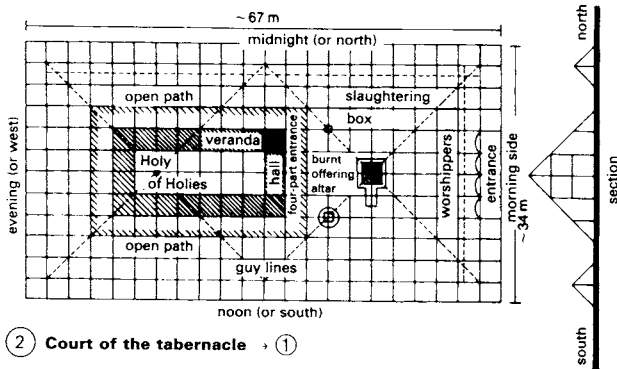 ~ 67 m
midnight (or north)
north
open path
slaughtering
box
veranda
evening (or west)
Holy
of Holies
hall
four-part entrance
burnt
offering
altar
worshippers
entrance
morning side
~ 34 m
section
open path
guy lines
noon (or south)
south
2 Court of the tabernacle → 1